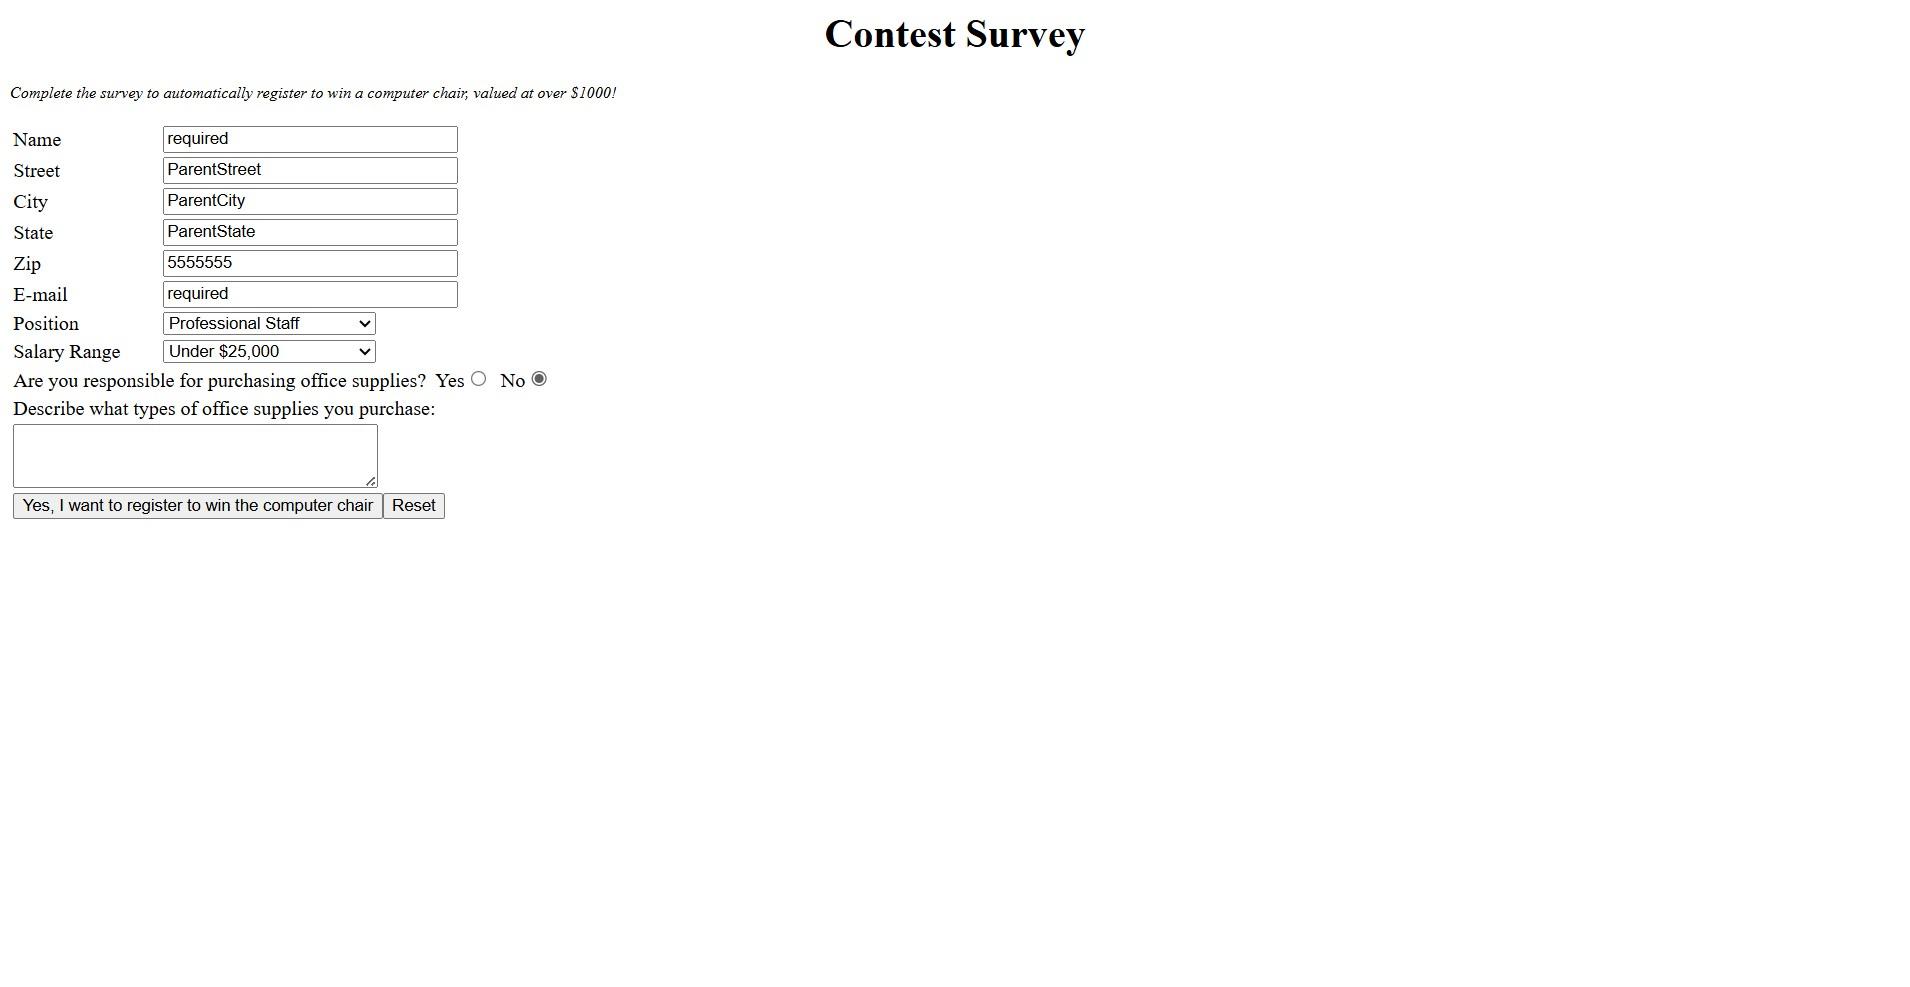 Contest Survey
Complete the survey to automatically register to win a computer chair, valued at over $1000!
Name required
Street ParentStreet
City ParentCity
State ParentState
Zip 5555555
E-mail required
Position Professional Staff
Salary Range Under $25,000
Are you responsible for purchasing office supplies? Yes No
Describe what types of office supplies you purchase:
Yes, I want to register to win the computer chair Reset